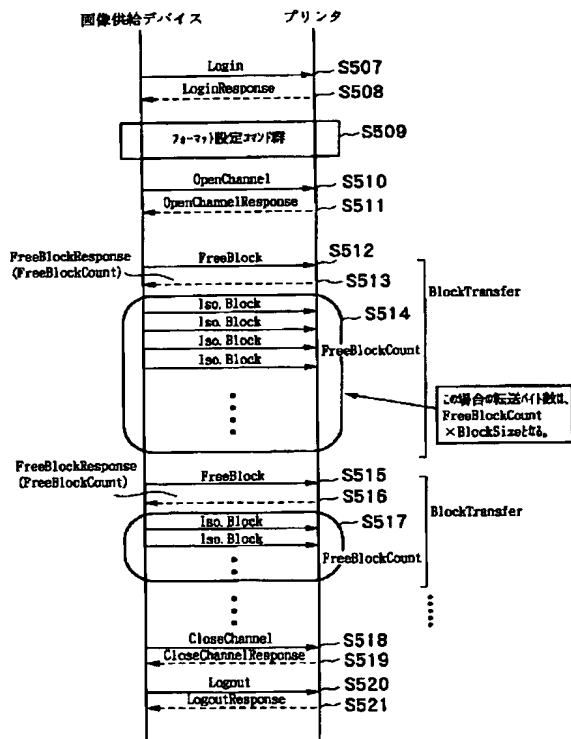 画像供給デバイス
プリンタ
Login
S507
LoginResponse
S508
フォーマット設定コマンド群
S509
OpenChannel
S510
OpenChannelResponse
S511
FreeBlockResponse
(FreeBlockCount)
FreeBlock
S512
S513
BlockTransfer
Iso. Block
S514
Iso. Block
Iso. Block
FreeBlockCount
Iso. Block
この場合の転送バイト数は、
FreeBlockCount
×BlockSizeとなる。
FreeBlockResponse
(FreeBlockCount)
FreeBlock
S515
S516
BlockTransfer
Iso. Block
S517
Iso. Block
FreeBlockCount
CloseChannel
S518
CloseChannelResponse
S519
Logout
S520
LogoutResponse
S521